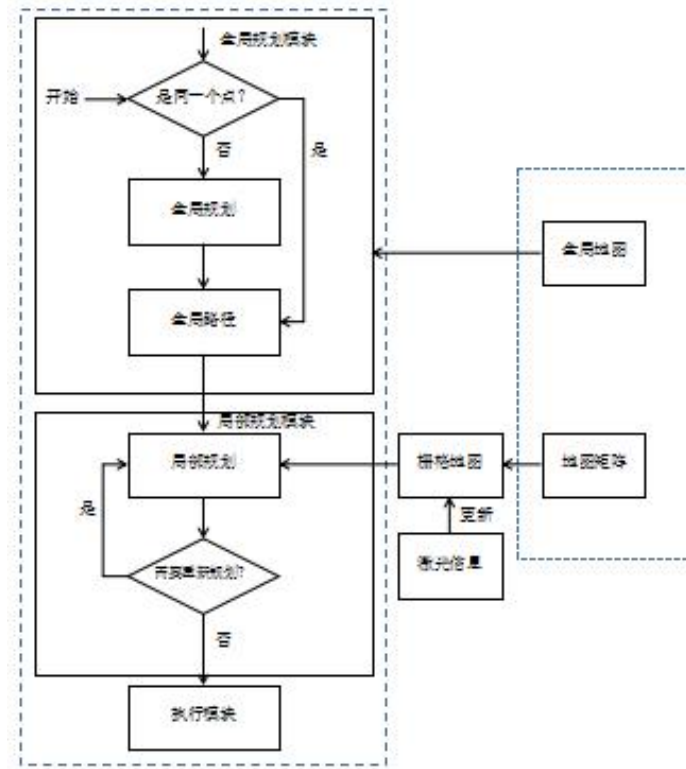 全局规划模块
开始
是同一个点?
否
是
全局规划
全局地图
全局路径
局部规划模块
局部规划
栅格地图
地图矩阵
是
更新
需要重新规划?
激光信息
否
执行模块